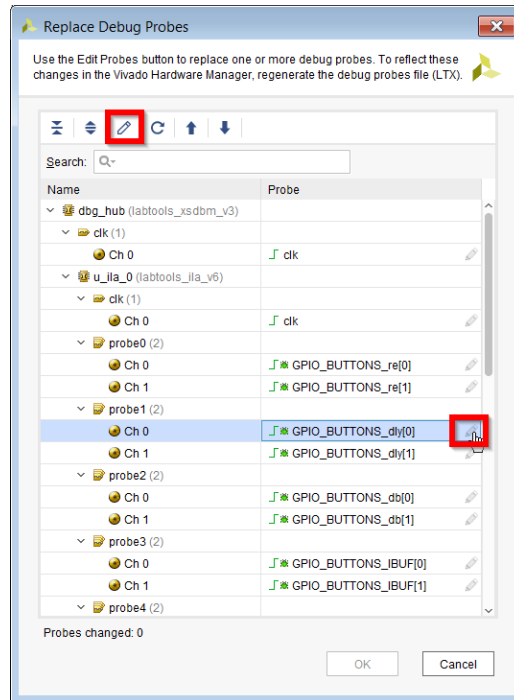 Replace Debug Probes
Use the Edit Probes button to replace one or more debug probes. To reflect these
changes in the Vivado Hardware Manager, regenerate the debug probes file (LTX).
Search:
Name Probe
dbg_hub (labtools_xsdbm_v3)
clk (1)
Ch 0 clk
u_ila_0 (labtools_ila_v6)
clk (1)
Ch 0 clk
probe0 (2)
Ch 0 GPIO_BUTTONS_re[0]
Ch 1 GPIO_BUTTONS_re[1]
probe1 (2)
Ch 0 GPIO_BUTTONS_dly[0]
Ch 1 GPIO_BUTTONS_dly[1]
probe2 (2)
Ch 0 GPIO_BUTTONS_db[0]
Ch 1 GPIO_BUTTONS_db[1]
probe3 (2)
Ch 0 GPIO_BUTTONS_IBUF[0]
Ch 1 GPIO_BUTTONS_IBUF[1]
probe4 (2)
Probes changed: 0
OK Cancel